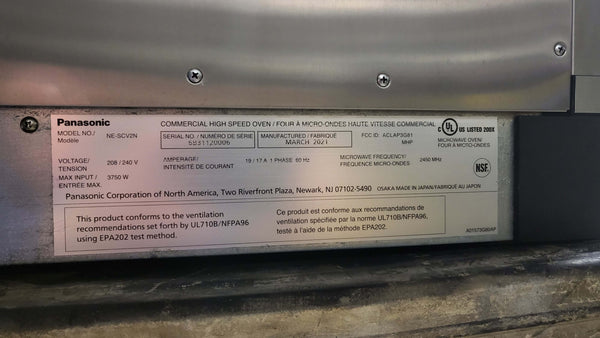 Panasonic COMMERCIAL HIGH SPEED OVEN / FOUR À MICRO-ONDES HAUTE VITESSE COMMERCIAL
MODEL NO./ Modèle NE-SCV2N
SERIAL NO. / NUMÉRO DE SÉRIE
5B31120006
MANUFACTURED / FABRIQUÉ
MARCH 2021
FCC ID: ACLAP3G81
MHP
C UL US LISTED 200X
MICROWAVE OVEN/
FOUR À MICRO-ONDES
VOLTAGE/ TENSION 208 / 240 V
AMPERAGE/ INTENSITE DE COURANT 19 / 17 A 1 PHASE 60 Hz
MICROWAVE FREQUENCY/ FREQUENCE MICRO-ONDES 2450 MHz
NSF
MAX INPUT / ENTRÉE MAX. 3750 W
Panasonic Corporation of North America, Two Riverfront Plaza, Newark, NJ 07102-5490 OSAKA MADE IN JAPAN/FABRIQUÉ AU JAPON
This product conforms to the ventilation
recommendations set forth by UL710B/NFPA96
using EPA202 test method.
Ce produit est conforme aux recommandations de
ventilation spécifiée par la norme UL710B/NFPA96,
testé à l'aide de la méthode EPA202.